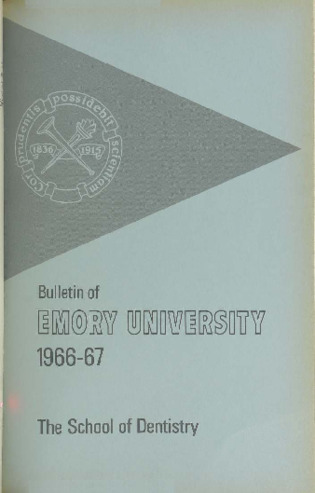 Cor prudentis possidebit scientiam
1836 1915
Bulletin of
EMORY UNIVERSITY
1966-67
The School of Dentistry